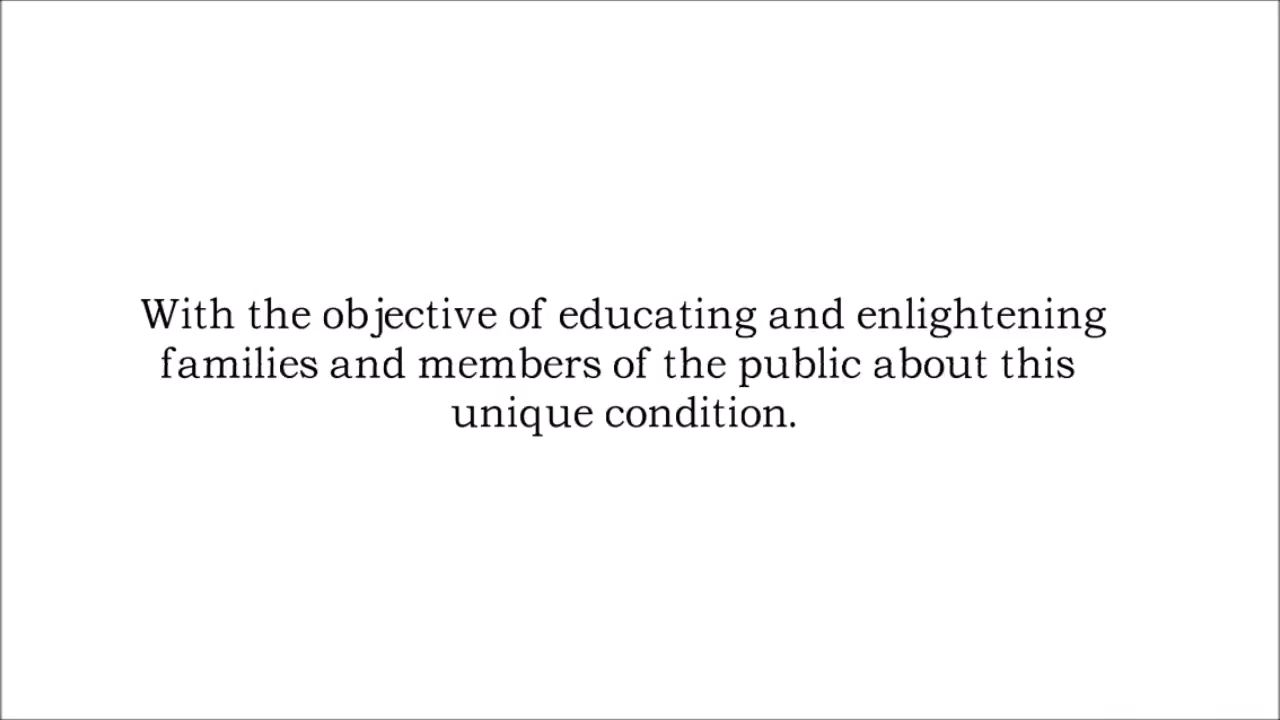 With the objective of educating and enlightening
families and members of the public about this
unique condition.